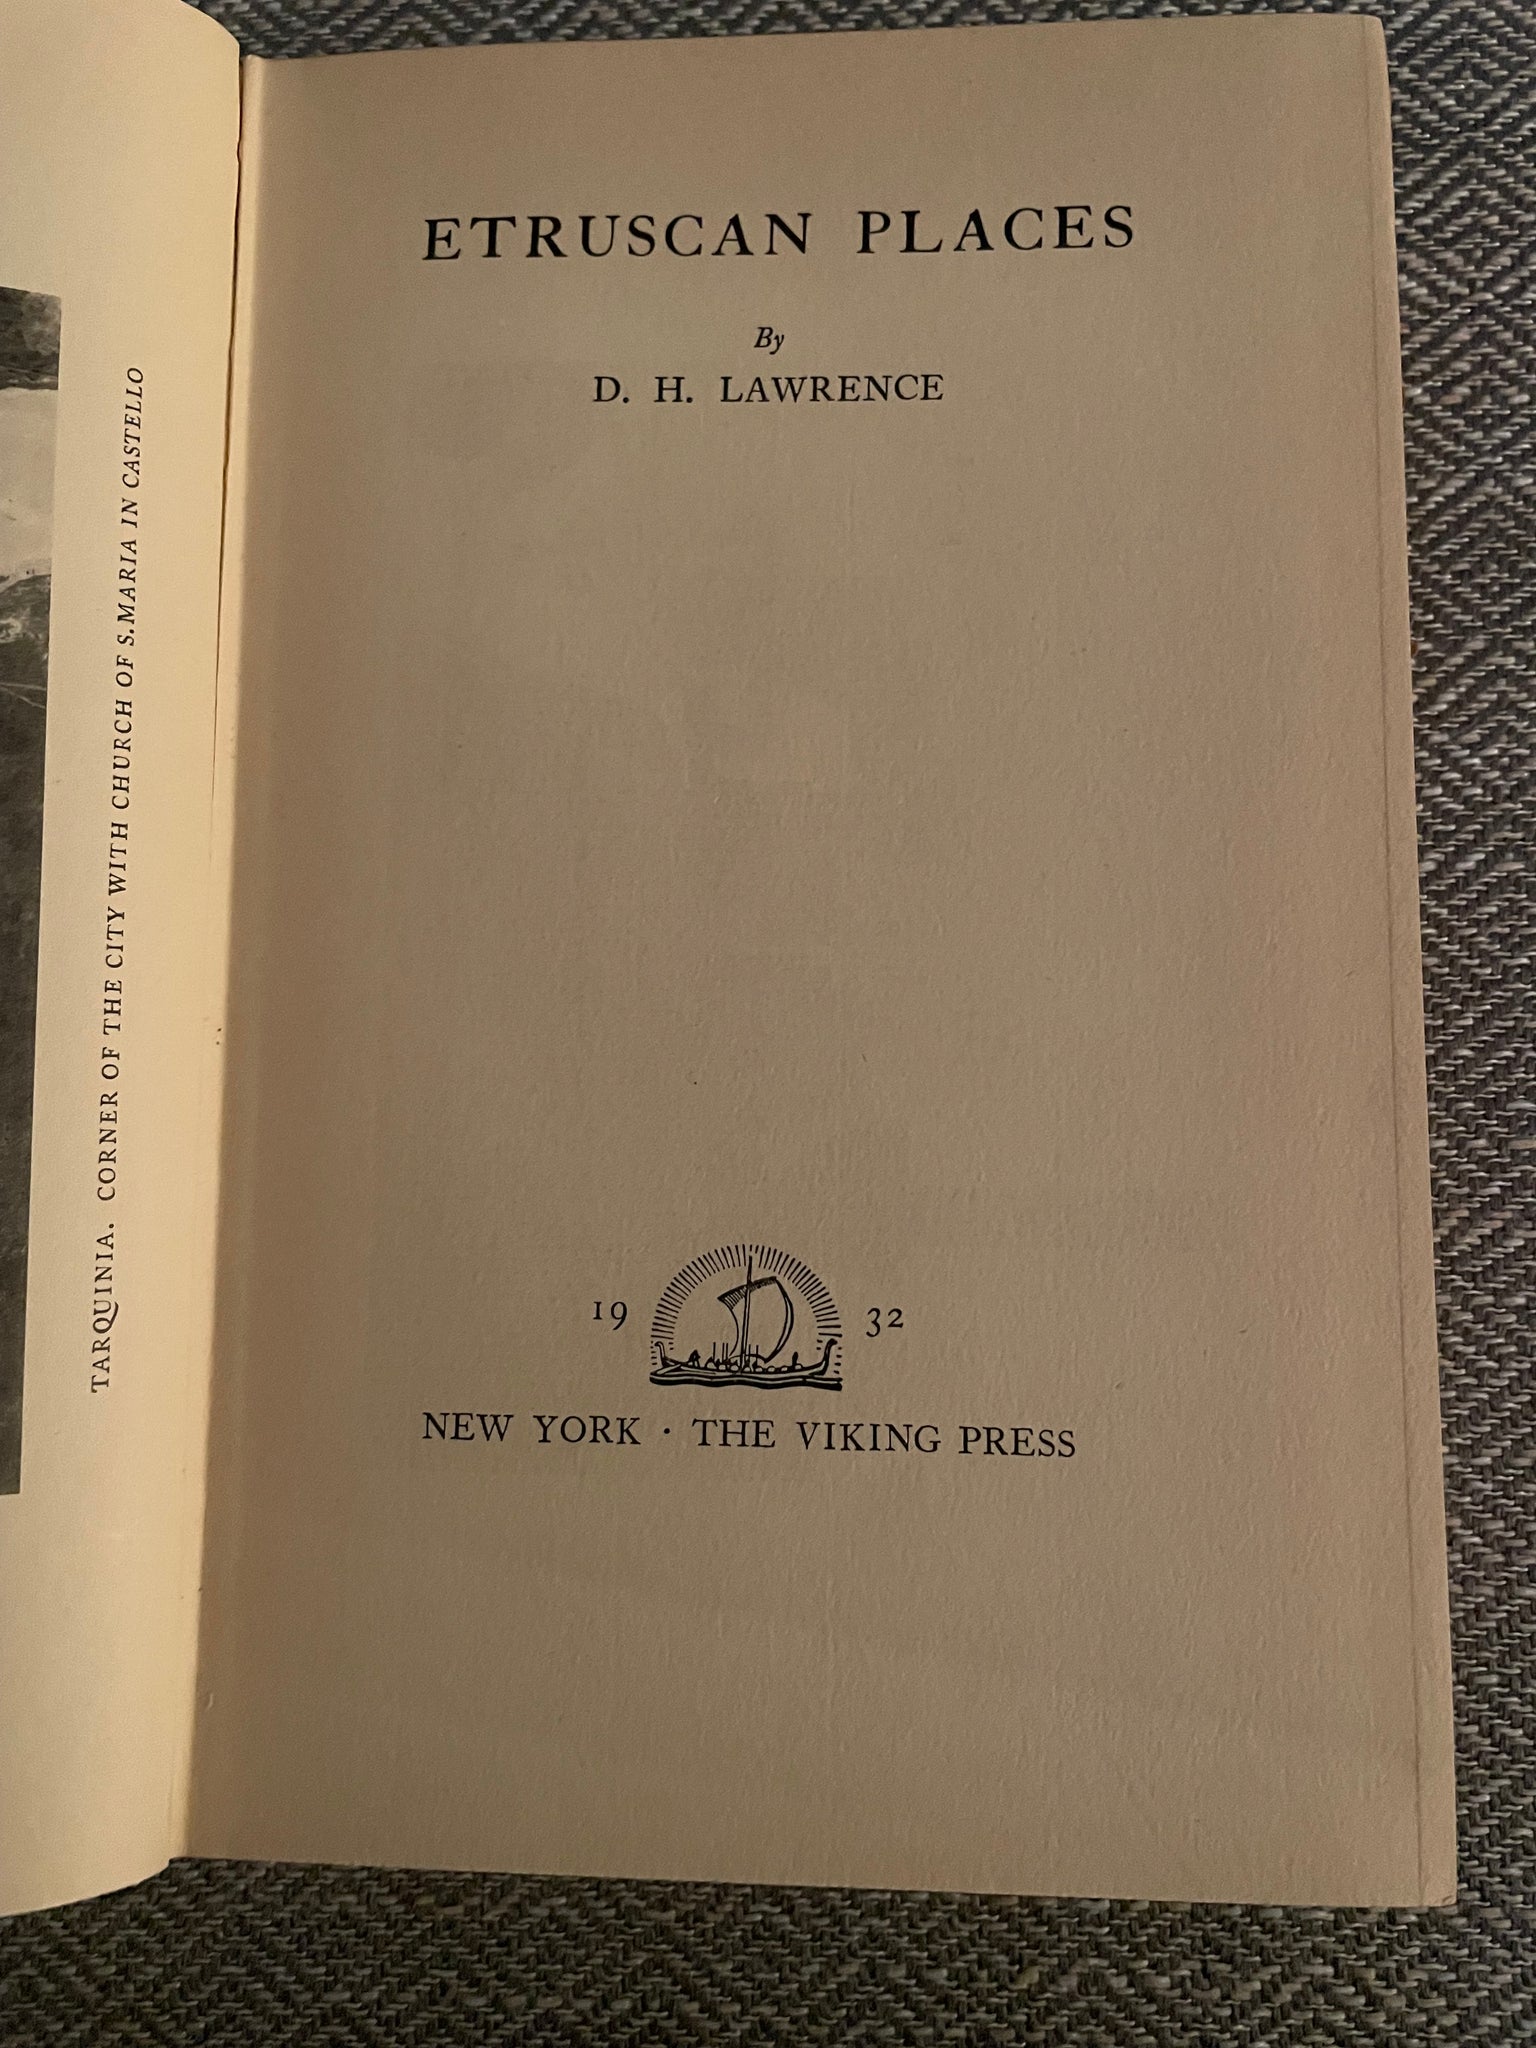 TARQUINIA. CORNER OF THE CITY WITH CHURCH OF S.MARIA IN CASTELLO
ETRUSCAN PLACES
By
D. H. LAWRENCE
19 32
NEW YORK · THE VIKING PRESS